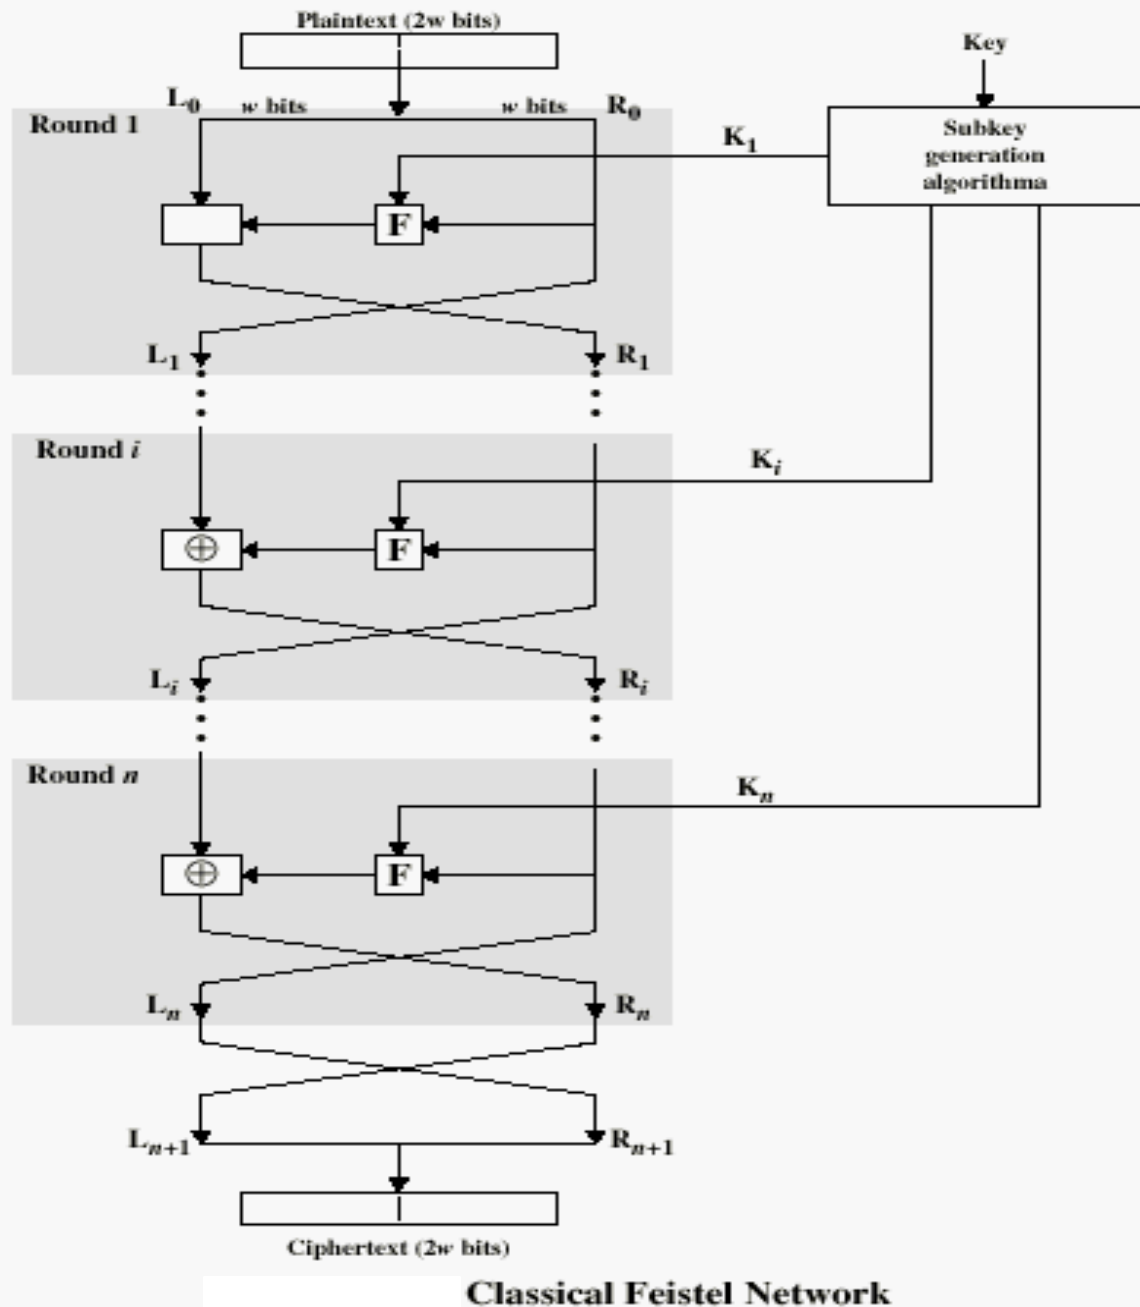 Plaintext (2w bits)
Key
L0 w bits w bits R0
Round 1
K1
Subkey
generation
algorithma
F
L1 R1
Round i
Ki
⊕ F
Li Ri
Round n
Kn
⊕ F
Ln Rn
Ln+1 Rn+1
Ciphertext (2w bits)
Classical Feistel Network